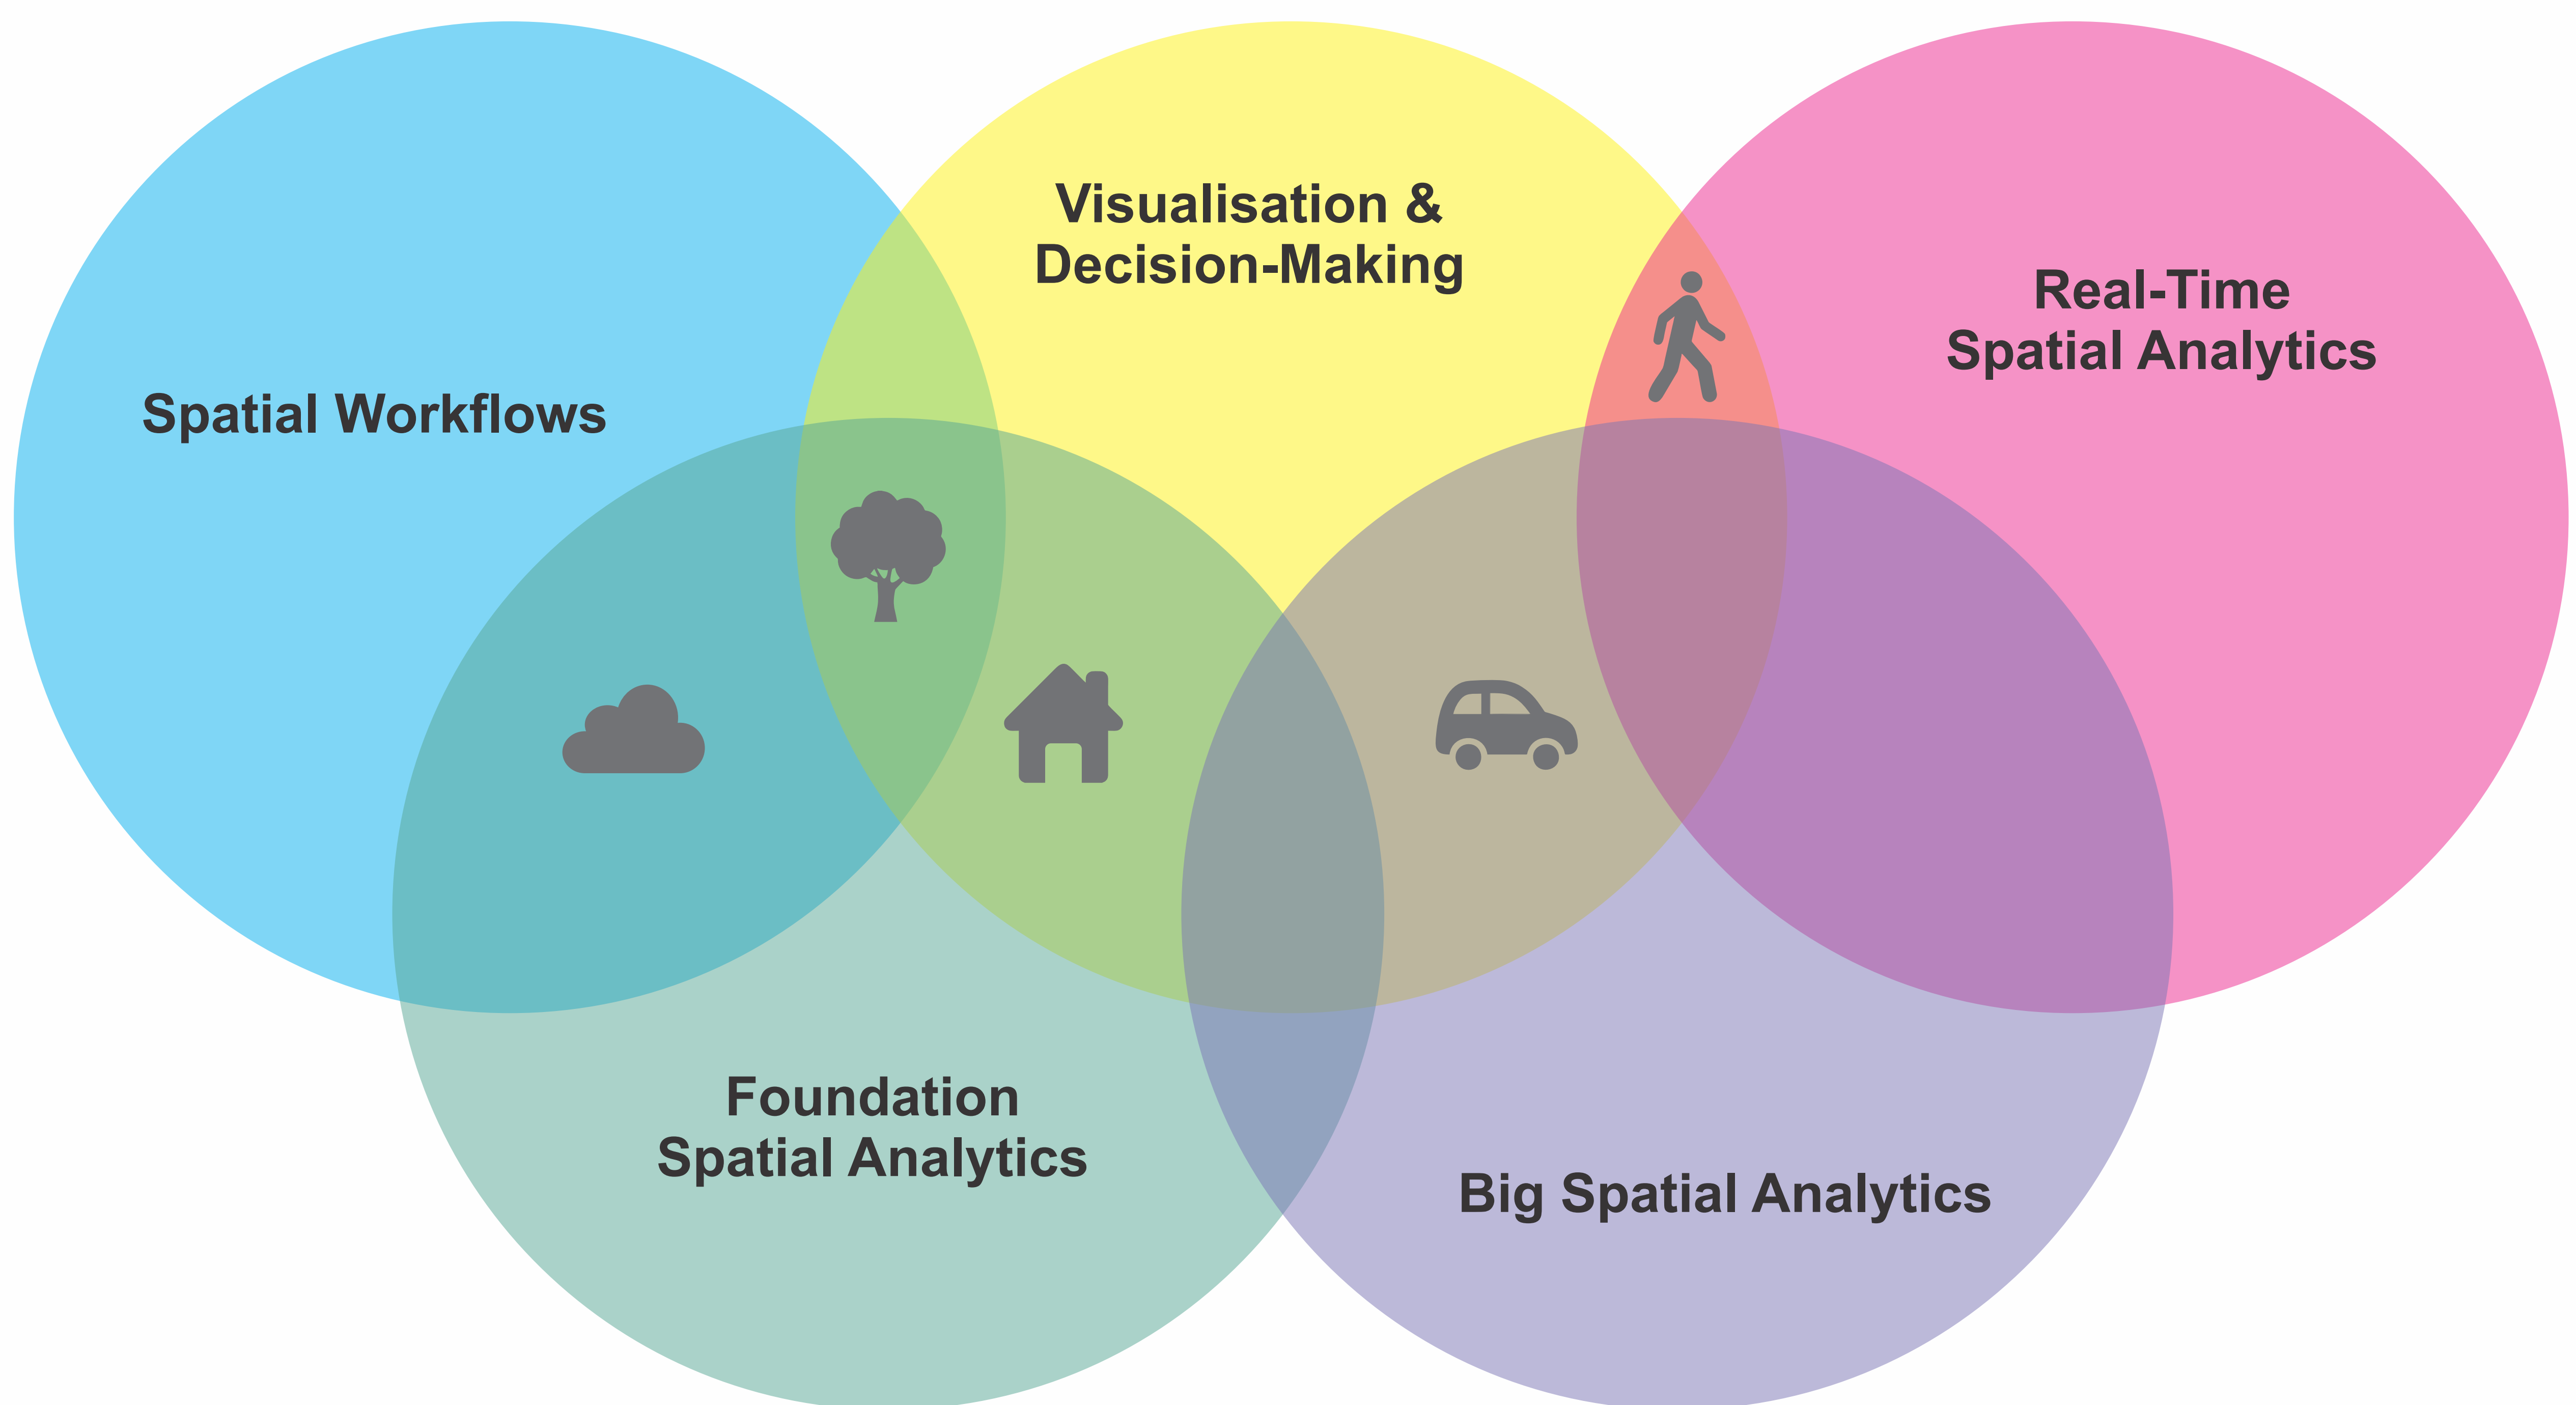 Visualisation &
Decision-Making
Real-Time
Spatial Analytics
Spatial Workflows
Foundation
Spatial Analytics
Big Spatial Analytics